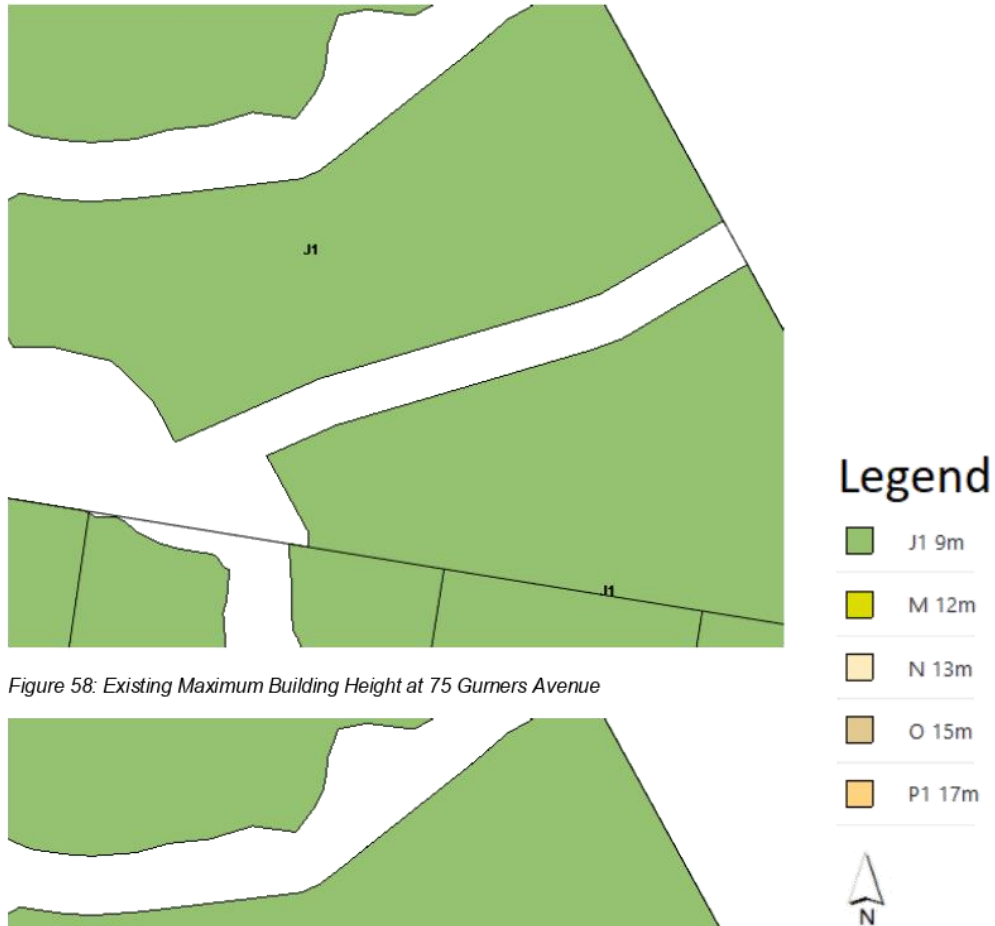 J1
J1
Figure 58: Existing Maximum Building Height at 75 Gurners Avenue
Legend
J1 9m
M 12m
N 13m
O 15m
P1 17m
N